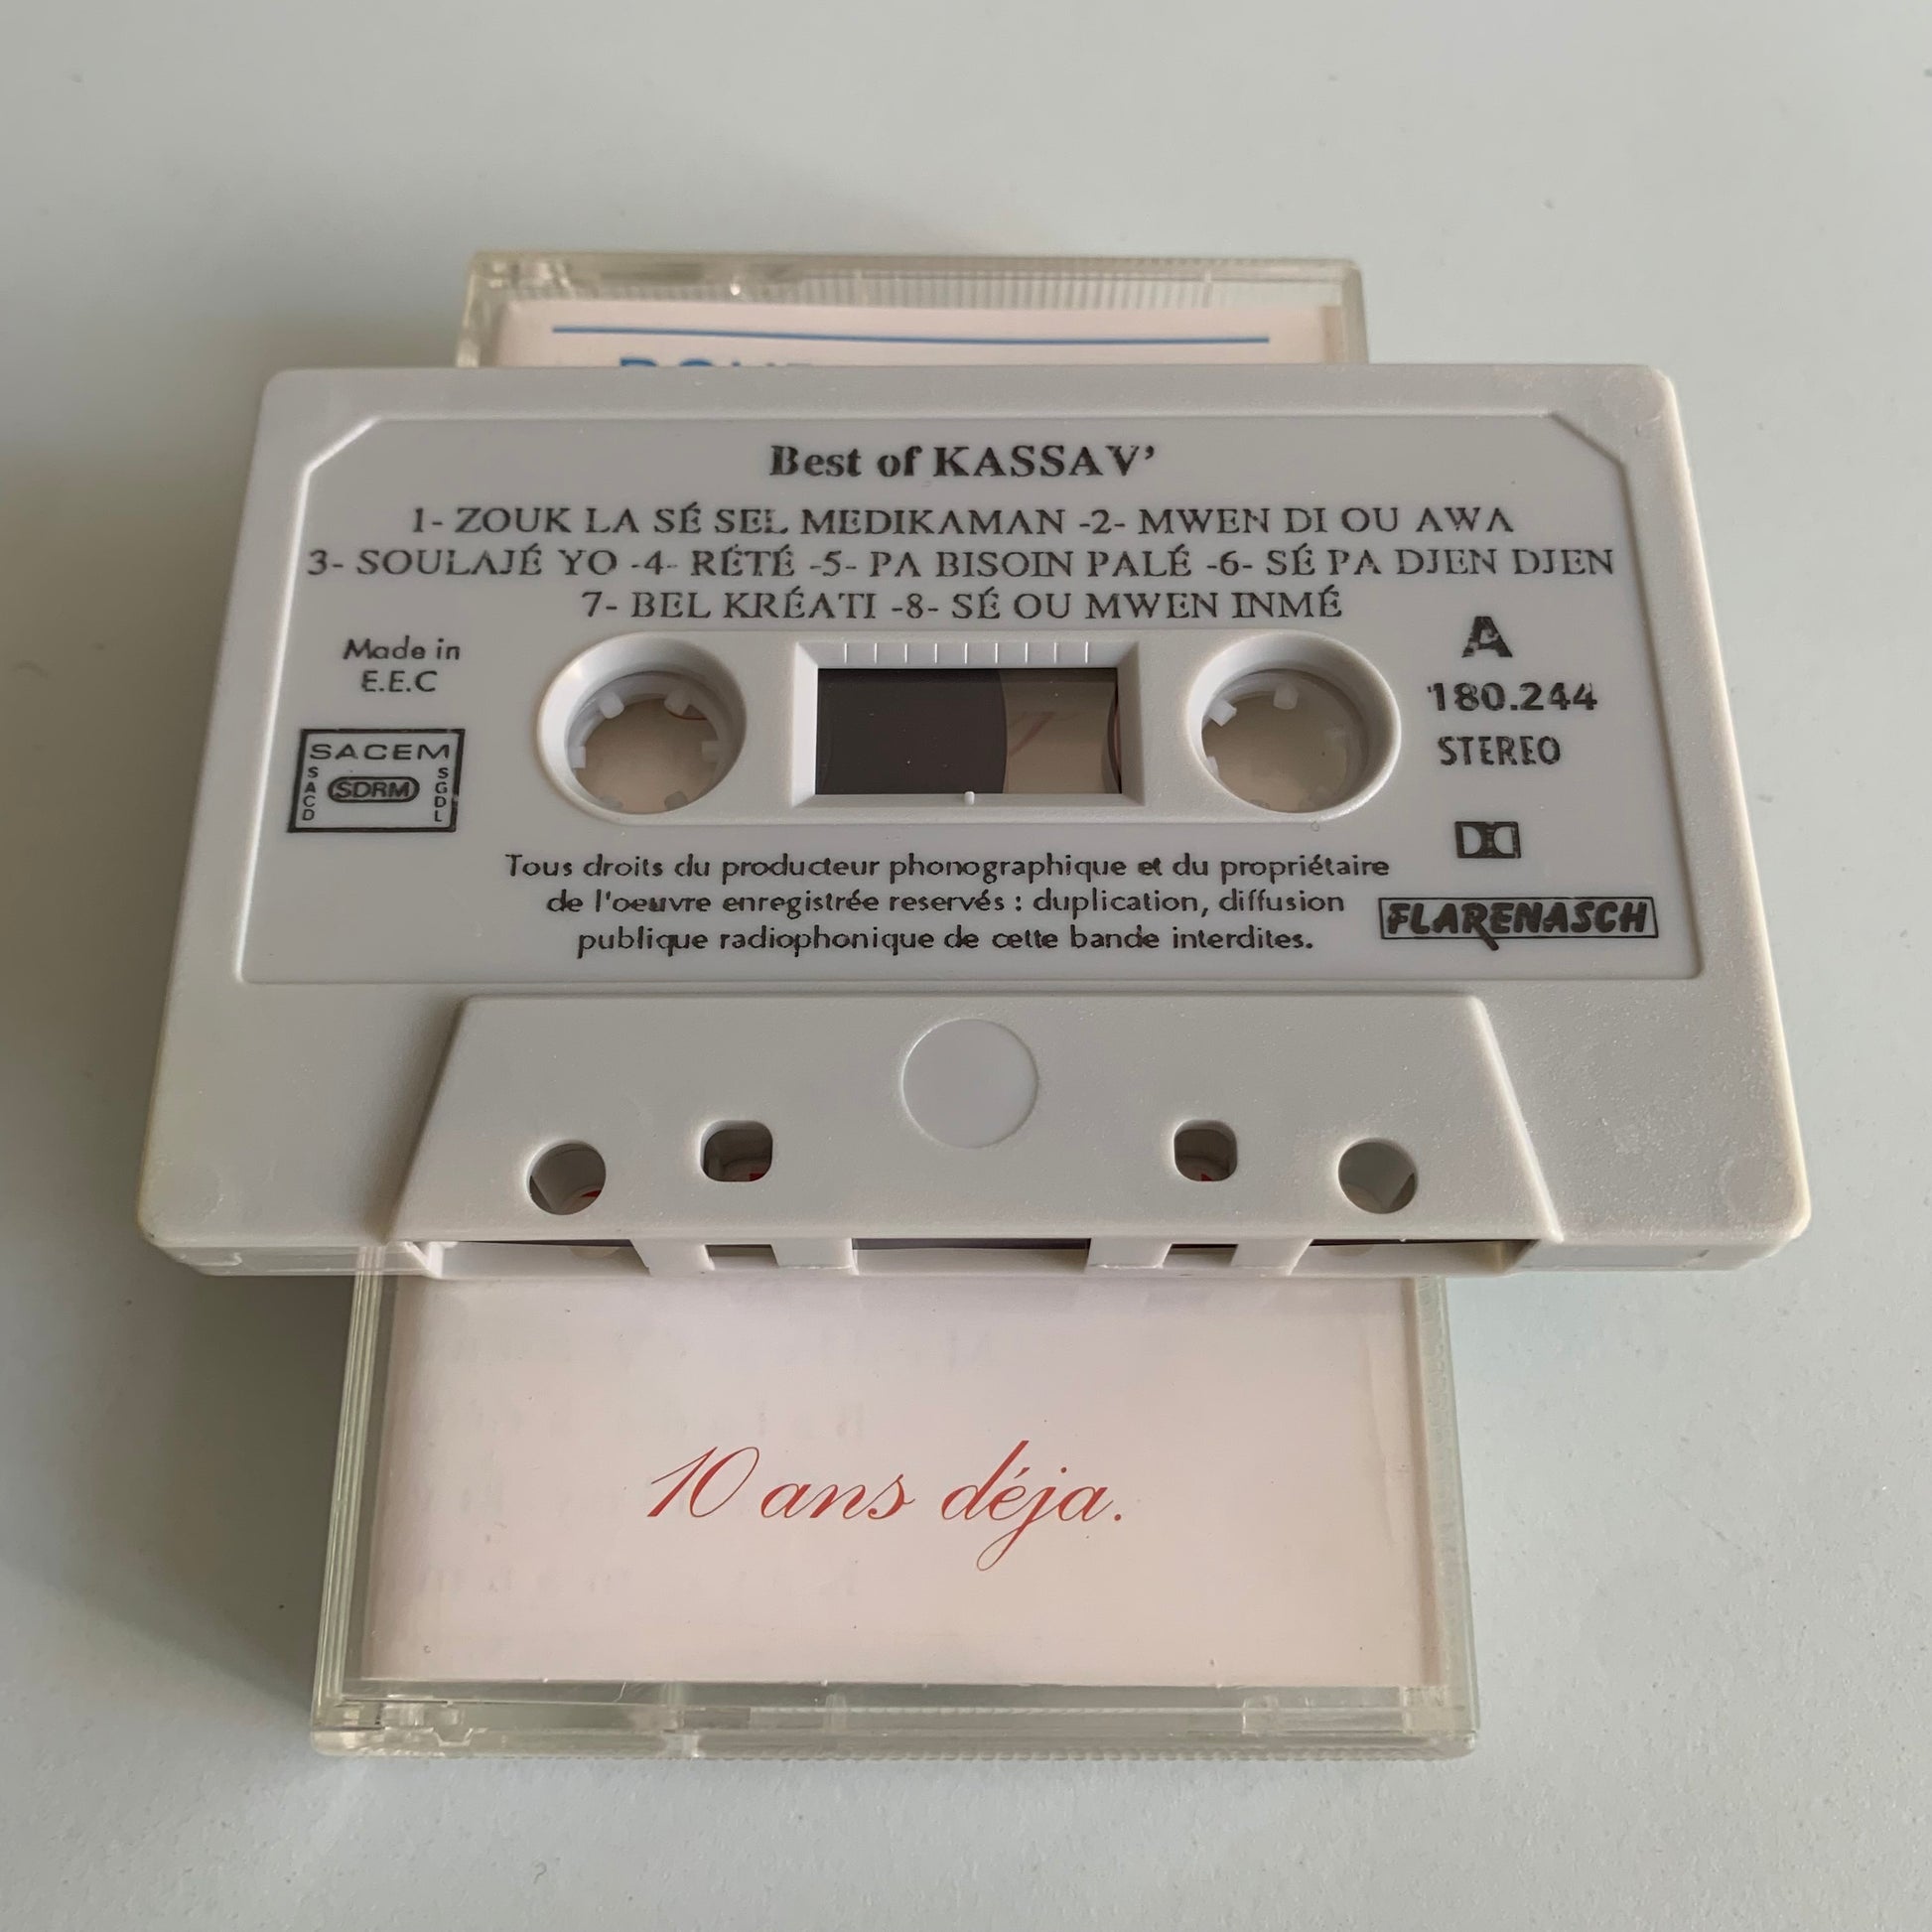 Best of KASSAV'
1- ZOUK LA SÉ SEL MEDIKAMAN -2- MWEN DI OU AWA
3- SOULAJÉ YO -4- RÉTÉ -5- PA BISOIN PALÉ -6- SÉ PA DJEN DJEN
7- BEL KRÉATI -8- SÉ OU MWEN INMÉ
Made in
E.E.C
SACEM
SACD
SDRM
SGDL
A
180.244
STEREO
Tous droits du producteur phonographique et du propriétaire
de l'oeuvre enregistrée reservés : duplication, diffusion
publique radiophonique de cette bande interdites.
FLARENASCH
10 ans déja.